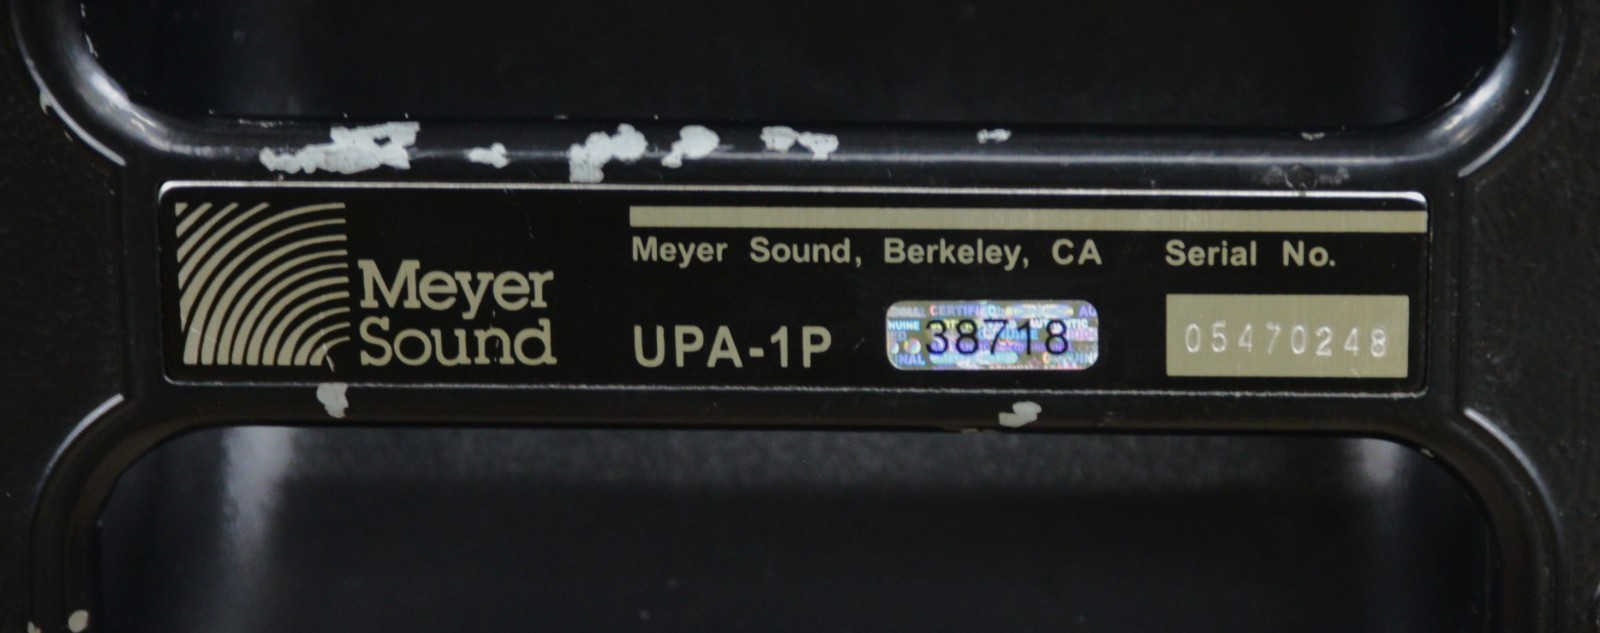 Meyer
Sound
Meyer Sound, Berkeley, CA
UPA-1P
38718
Serial No.
05470248